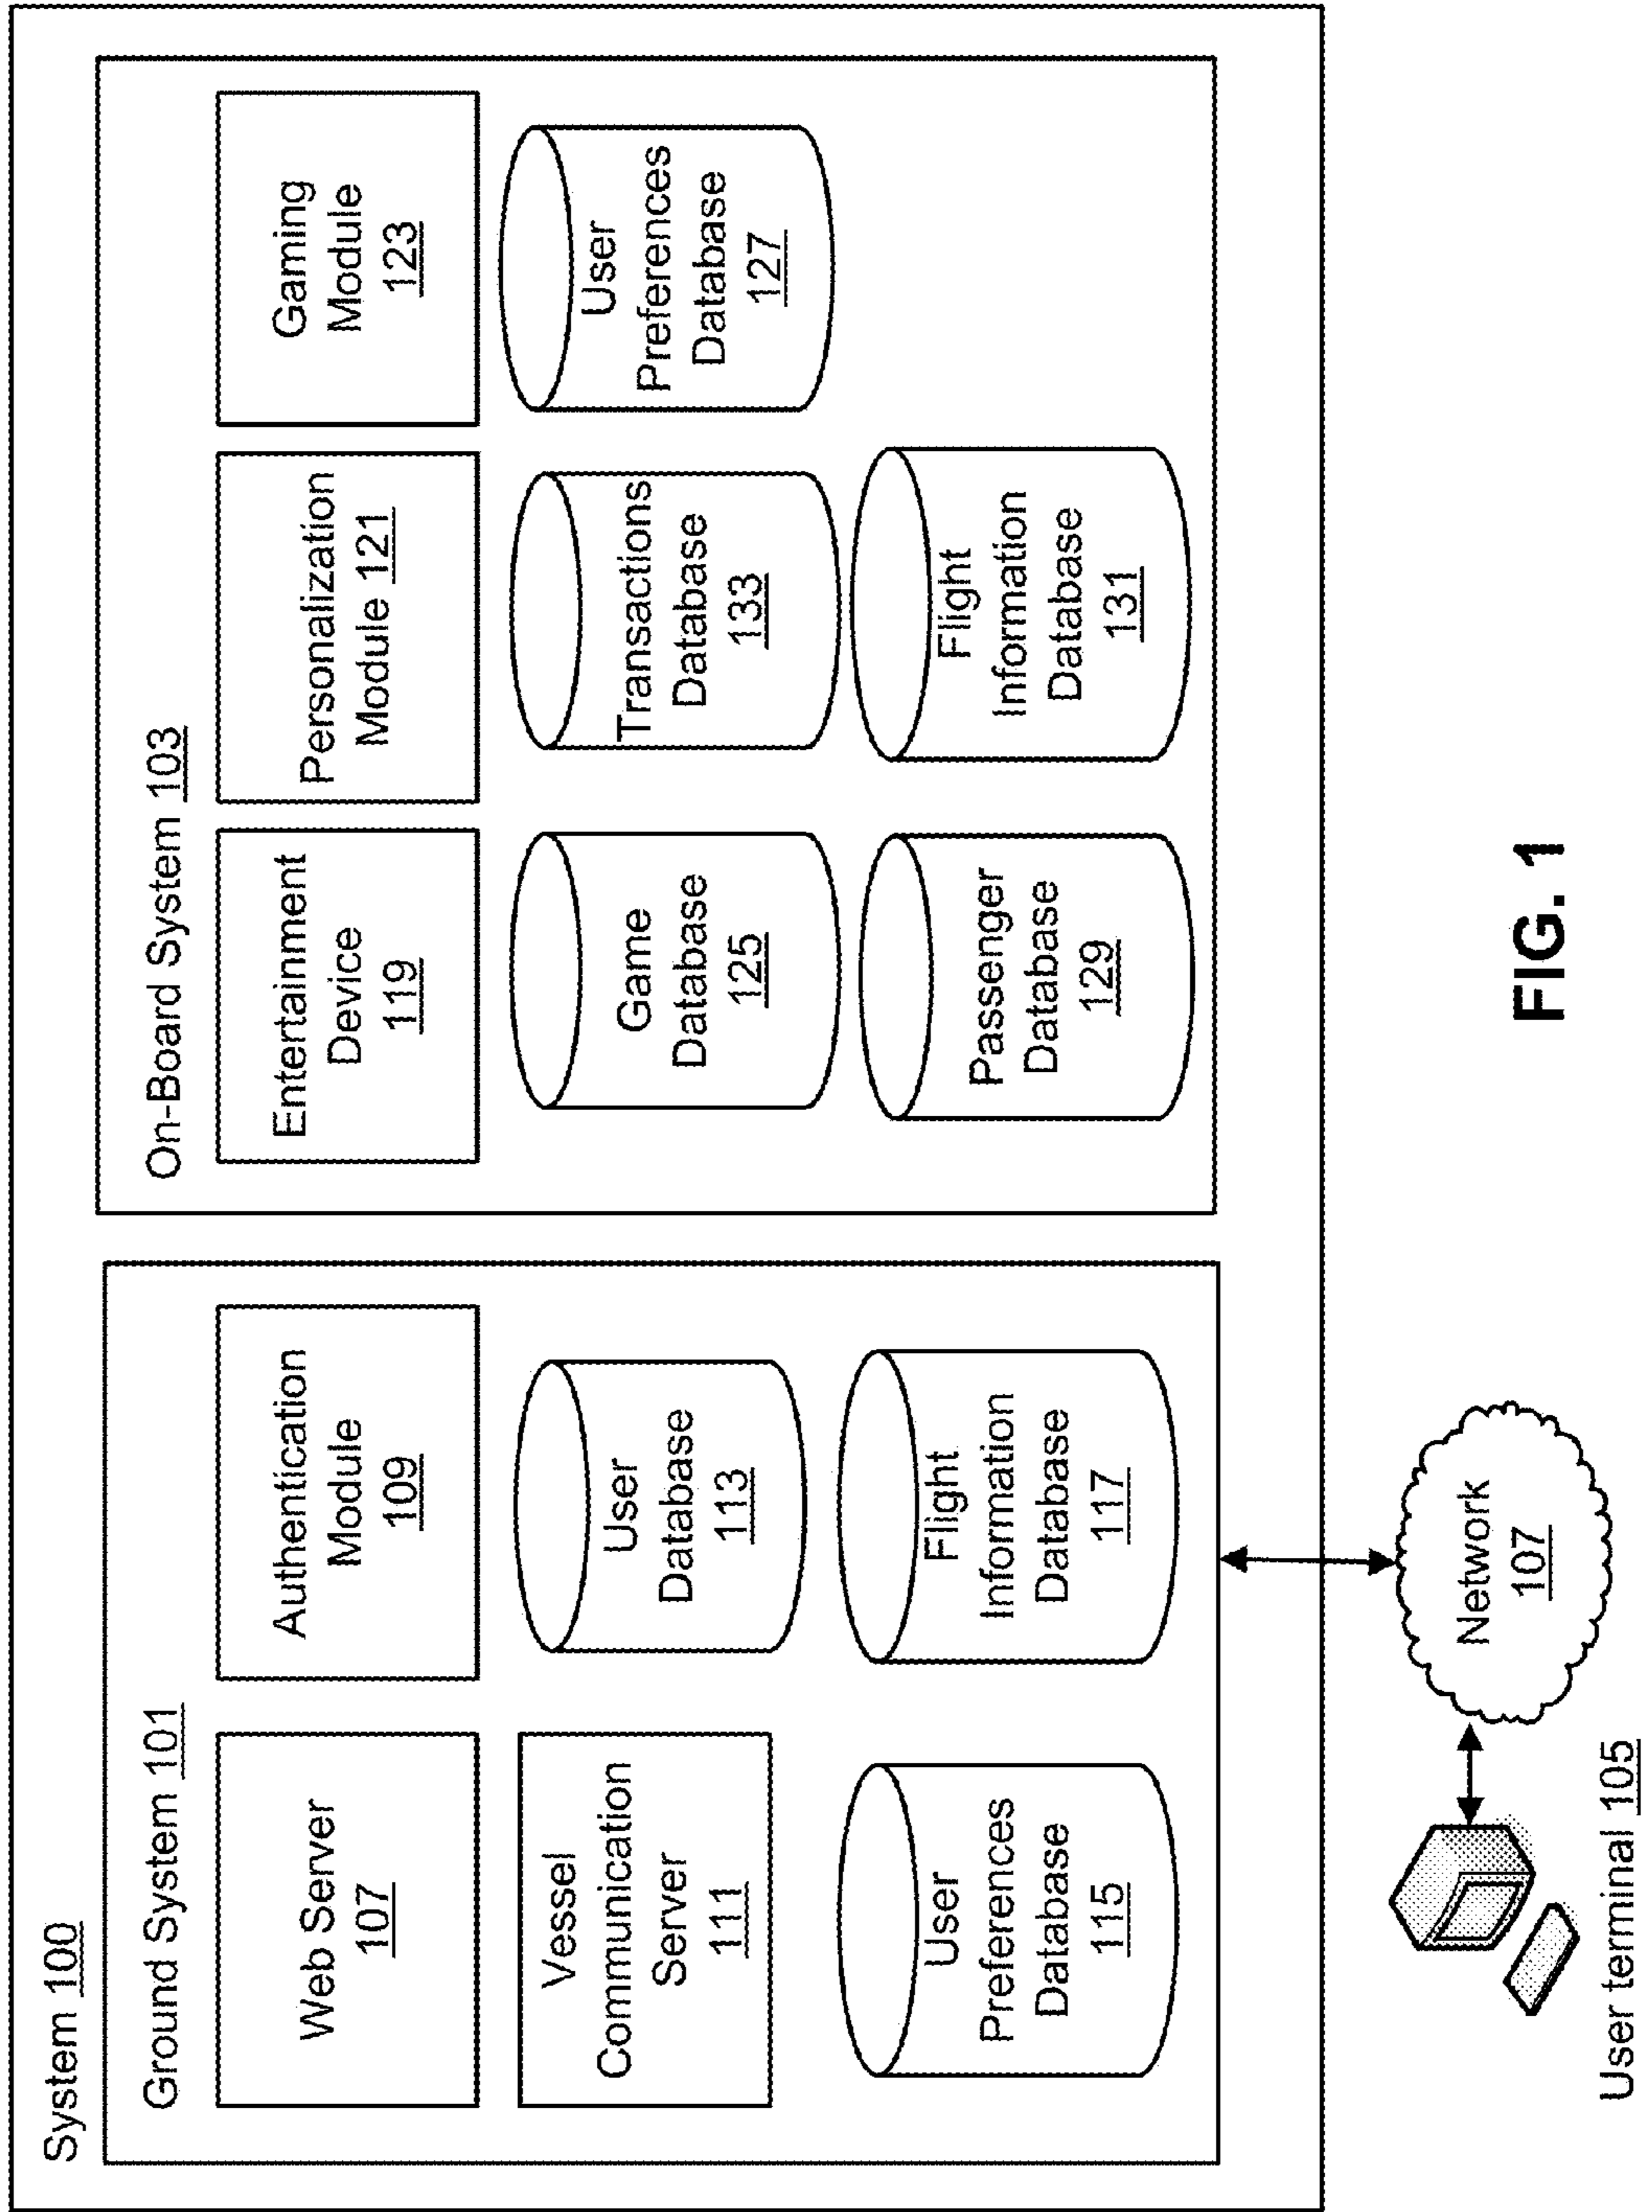 System 100
Ground System 101
Web Server
107
Authentication
Module
109
Vessel
Communication
Server
111
User
Database
113
User
Preferences
Database
115
Flight
Information
Database
117
On-Board System 103
Entertainment
Device
119
Personalization
Module 121
Gaming
Module
123
Game
Database
125
Transactions
Database
133
User
Preferences
Database
127
Passenger
Database
129
Flight
Information
Database
131
User terminal 105
Network
107
FIG. 1